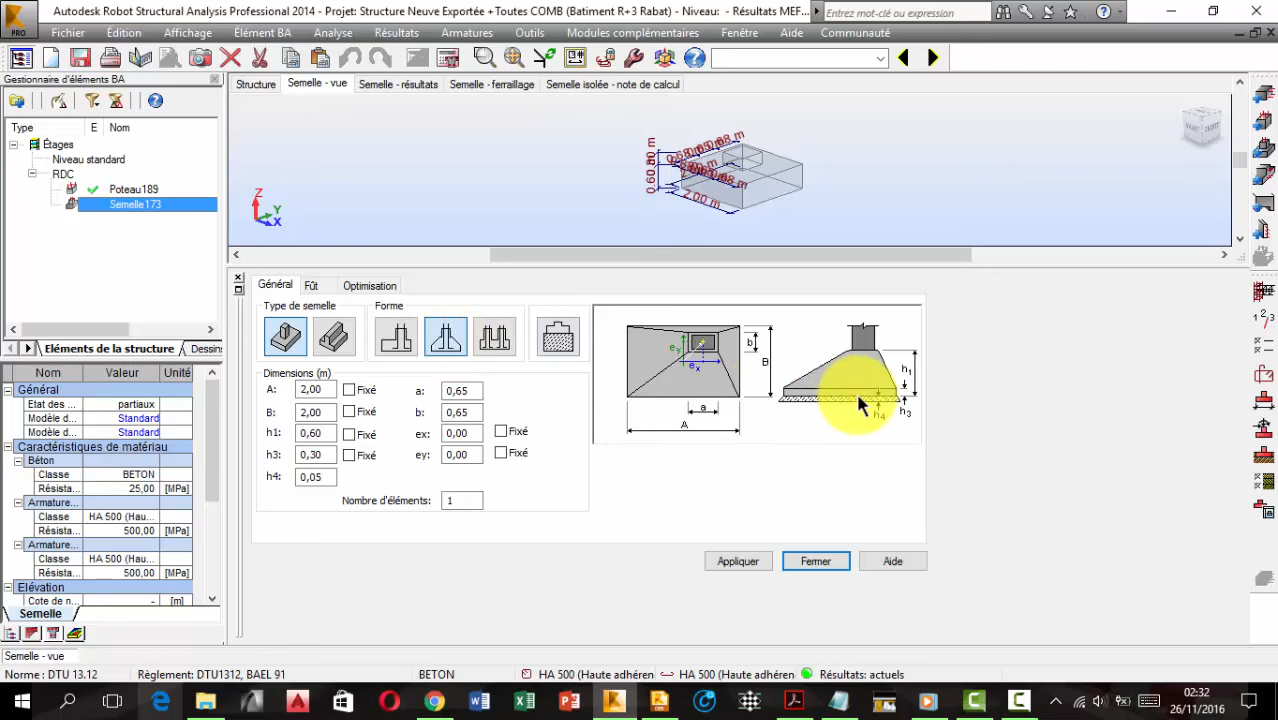 PRO
Autodesk Robot Structural Analysis Professional 2014 - Projet: Structure Neuve Exportée +Toutes COMB (Batiment R+3 Rabat) - Niveau: - Résultats MEF...
Entrez mot-clé ou expression
Fichier Édition Affichage Élément BA Analyse Résultats Armatures Outils Modules complémentaires Fenêtre Aide Communauté
Gestionnaire d'éléments BA
Structure Semelle - vue Semelle - résultats Semelle - ferraillage Semelle isolée - note de calcul
Type E Nom
Étages
Niveau standard
RDC
Poteau189
Semelle173
2.00 m
Z
Y
X
Éléments de la structure Dessins
Nom Valeur Unité
Général
Etat des ... partiaux
Modèle d... Standard
Modèle d... Standard
Caractéristiques de matériau
Béton
Classe BETON
Résista... 25,00 [MPa]
Armature...
Classe HA 500 (Hau...
Résista... 500,00 [MPa]
Armature...
Classe HA 500 (Hau...
Résista... 500,00 [MPa]
Elévation
Cote de n... - [m]
Semelle
Général Fût Optimisation
Type de semelle Forme
Dimensions (m)
A: 2,00 Fixé a: 0,65
B: 2,00 Fixé b: 0,65
h1: 0,60 Fixé ex: 0,00 Fixé
h3: 0,30 Fixé ey: 0,00 Fixé
h4: 0,05
Nombre d'éléments: 1
ey ex b B a A h1 h3 h4
Appliquer Fermer Aide
Semelle - vue
Norme : DTU 13.12 Règlement: DTU1312, BAEL 91 BETON HA 500 (Haute adhéren HA 500 (Haute adhéren Résultats: actuels
02:32
26/11/2016